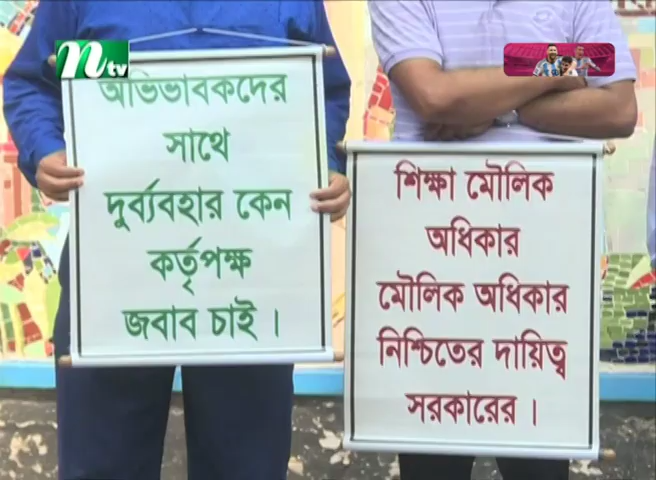 ntv
অভিভাবকদের
সাথে
দুর্ব্যবহার কেন
কর্তৃপক্ষ
জবাব চাই।
শিক্ষা মৌলিক
অধিকার
মৌলিক অধিকার
নিশ্চিতের দায়িত্ব
সরকারের।